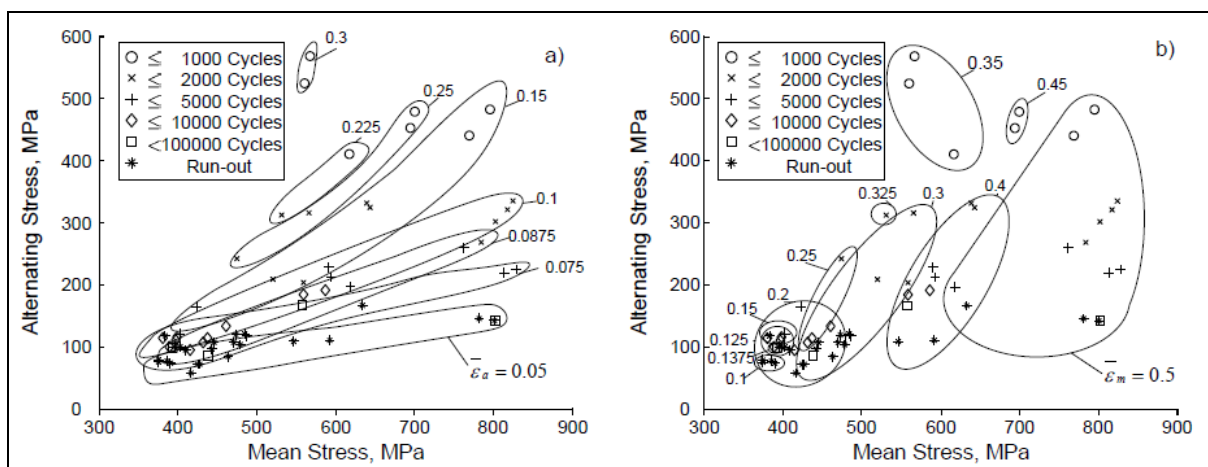 a)
○ ≤ 1000 Cycles
× ≤ 2000 Cycles
+ ≤ 5000 Cycles
◇ ≤ 10000 Cycles
□ <100000 Cycles
✱ Run-out
0.3
0.25
0.225
0.15
0.1
0.0875
0.075
ε̅ₐ = 0.05
600
500
400
300
200
100
0
Alternating Stress, MPa
300 400 500 600 700 800 900
Mean Stress, MPa
b)
○ ≤ 1000 Cycles
× ≤ 2000 Cycles
+ ≤ 5000 Cycles
◇ ≤ 10000 Cycles
□ <100000 Cycles
✱ Run-out
0.35
0.45
0.325
0.3
0.4
0.25
0.2
0.15
0.125
0.1375
0.1
ε̅ₘ = 0.5
600
500
400
300
200
100
0
Alternating Stress, MPa
300 400 500 600 700 800 900
Mean Stress, MPa